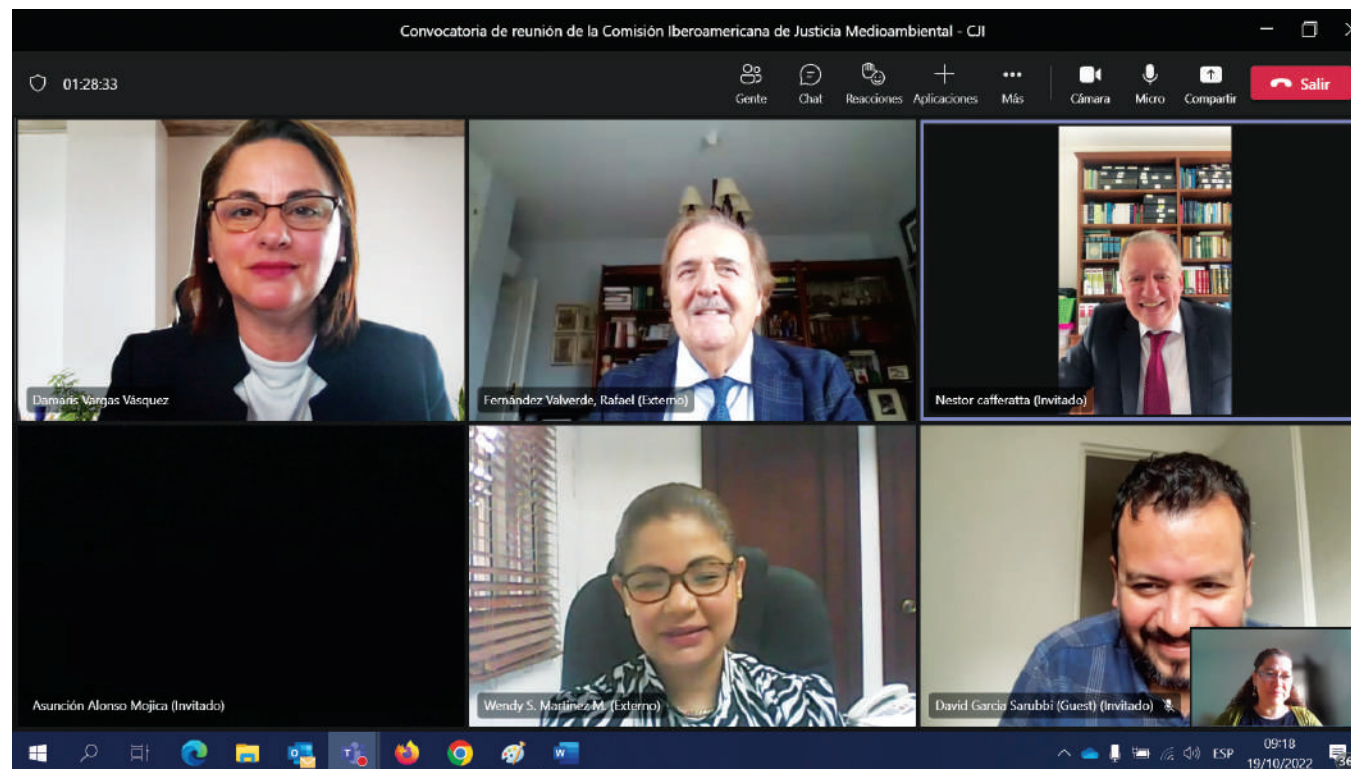 Convocatoria de reunión de la Comisión Iberoamericana de Justicia Medioambiental - CJI
01:28:33
Gente
Chat
Reacciones
Aplicaciones
Más
Cámara
Micro
Compartir
Salir
Damaris Vargas Vásquez
Fernández Valverde, Rafael (Externo)
Nestor cafferatta (Invitado)
Asunción Alonso Mojica (Invitado)
Wendy S. Martínez M. (Externo)
David Garcia Sarubbi (Guest) (Invitado)
ESP
09:18
19/10/2022
36